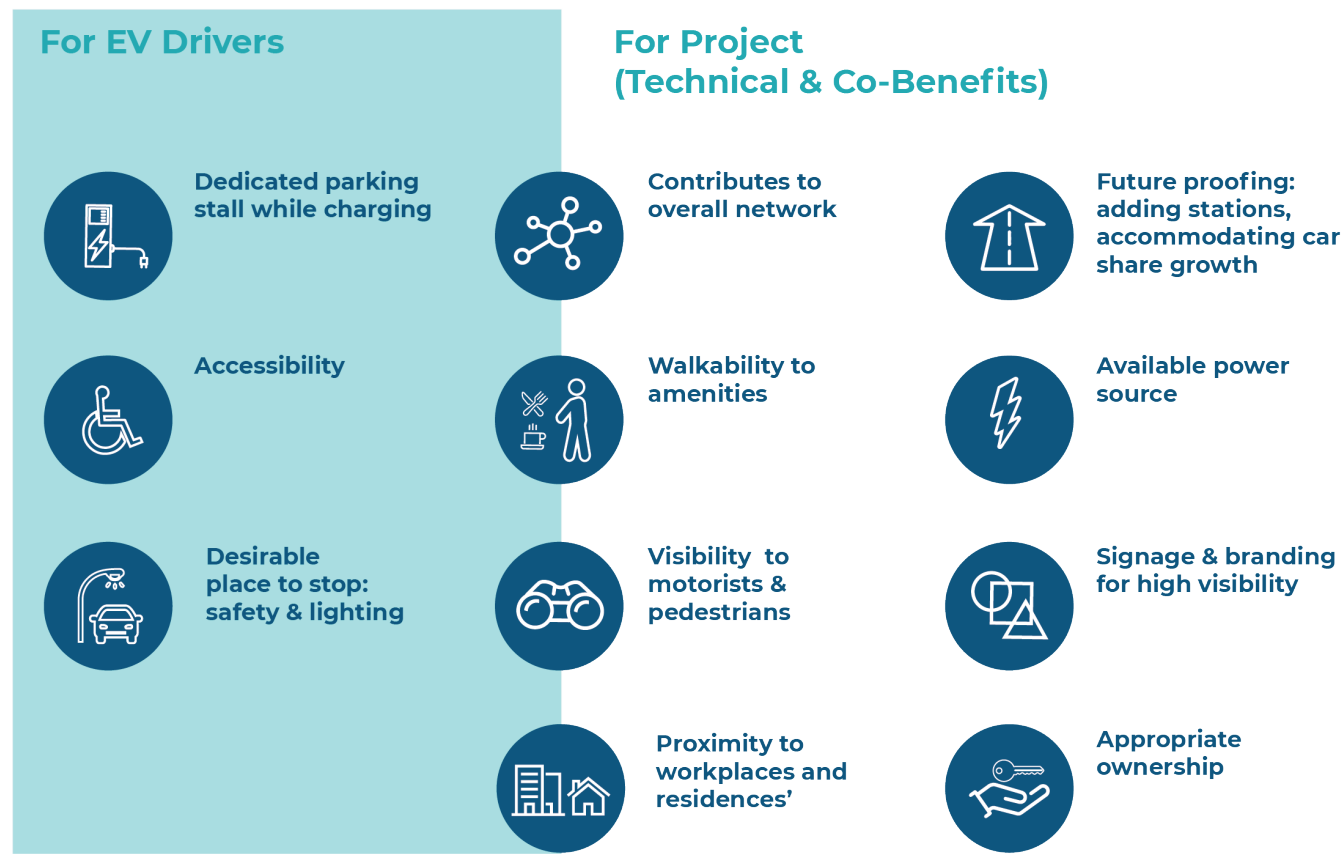 For EV Drivers
For Project
(Technical & Co-Benefits)
Dedicated parking
stall while charging
Accessibility
Desirable
place to stop:
safety & lighting
Contributes to
overall network
Walkability to
amenities
Visibility  to
motorists &
pedestrians
Proximity to
workplaces and
residences’
Future proofing:
adding stations,
accommodating car
share growth
Available power
source
Signage & branding
for high visibility
Appropriate
ownership